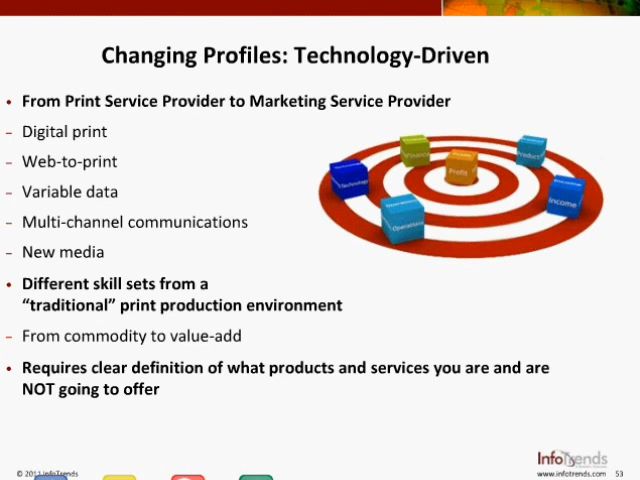 Changing Profiles: Technology-Driven
• From Print Service Provider to Marketing Service Provider
– Digital print
– Web-to-print
– Variable data
– Multi-channel communications
– New media
• Different skill sets from a
“traditional” print production environment
– From commodity to value-add
• Requires clear definition of what products and services you are and are
NOT going to offer
Finance
Product
Profit
Technology
Income
Operations
InfoTrends
© 2011 InfoTrends
www.infotrends.com 53